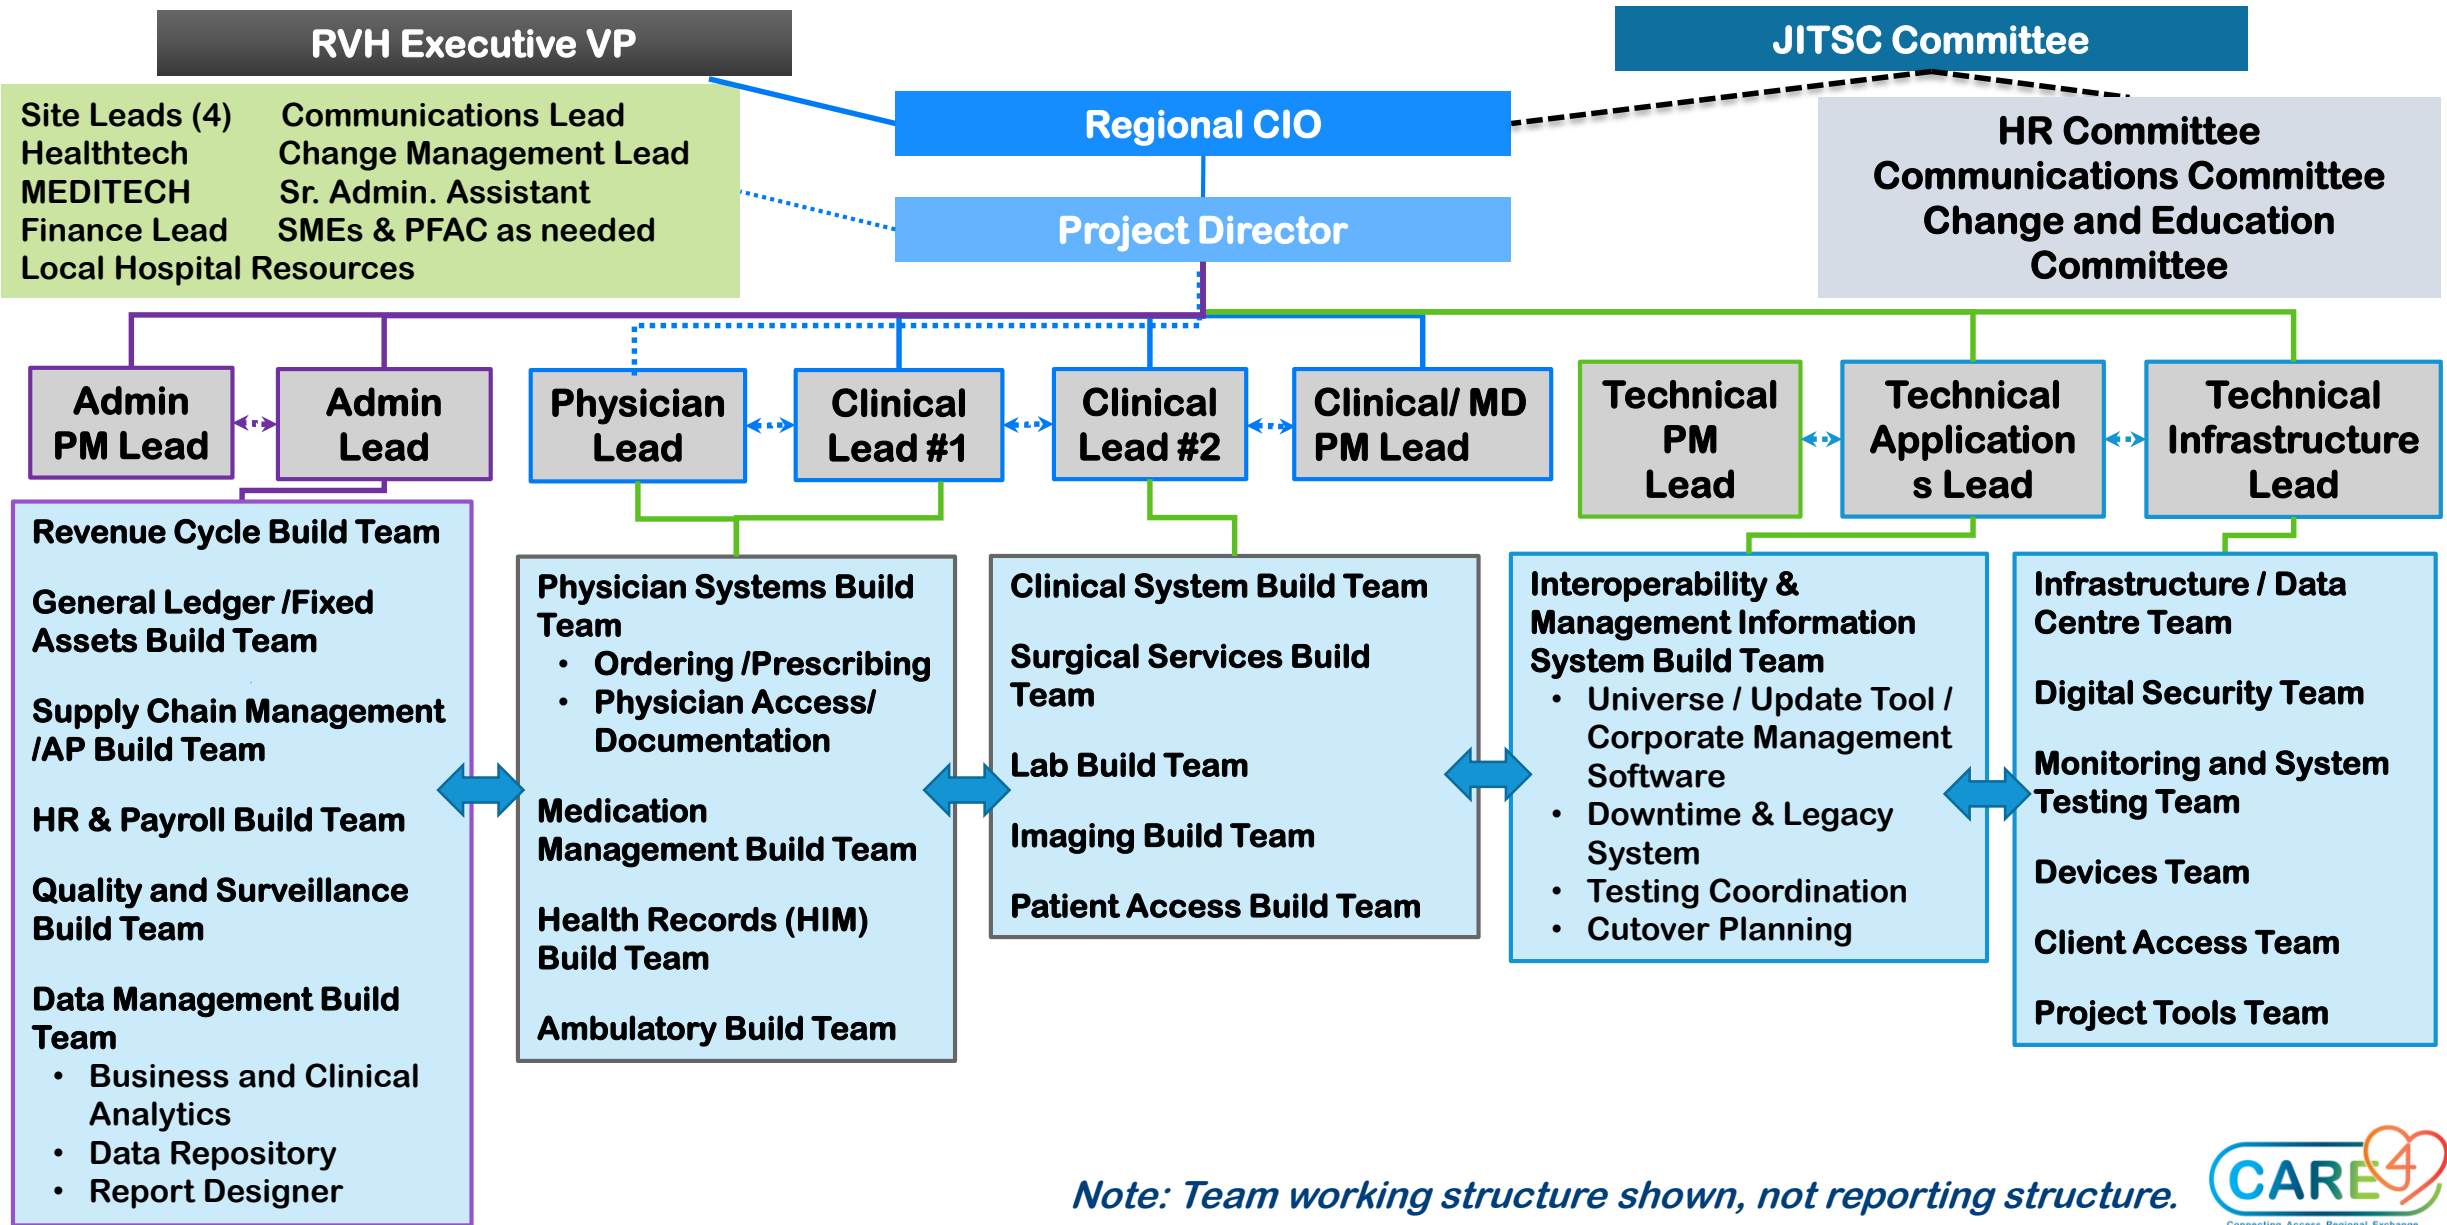 RVH Executive VP
JITSC Committee
Site Leads (4) Communications Lead
Healthtech Change Management Lead
MEDITECH Sr. Admin. Assistant
Finance Lead SMEs & PFAC as needed
Local Hospital Resources
Regional CIO
Project Director
HR Committee
Communications Committee
Change and Education
Committee
Admin
PM Lead
Admin
Lead
Physician
Lead
Clinical
Lead #1
Clinical
Lead #2
Clinical/ MD
PM Lead
Technical
PM
Lead
Technical
Application
s Lead
Technical
Infrastructure
Lead
Revenue Cycle Build Team
General Ledger /Fixed
Assets Build Team
Supply Chain Management
/AP Build Team
HR & Payroll Build Team
Quality and Surveillance
Build Team
Data Management Build
Team
• Business and Clinical
Analytics
• Data Repository
• Report Designer
Physician Systems Build
Team
• Ordering /Prescribing
• Physician Access/
Documentation
Medication
Management Build Team
Health Records (HIM)
Build Team
Ambulatory Build Team
Clinical System Build Team
Surgical Services Build
Team
Lab Build Team
Imaging Build Team
Patient Access Build Team
Interoperability &
Management Information
System Build Team
• Universe / Update Tool /
Corporate Management
Software
• Downtime & Legacy
System
• Testing Coordination
• Cutover Planning
Infrastructure / Data
Centre Team
Digital Security Team
Monitoring and System
Testing Team
Devices Team
Client Access Team
Project Tools Team
Note: Team working structure shown, not reporting structure.
CARE4
Connecting Access Regional Exchange